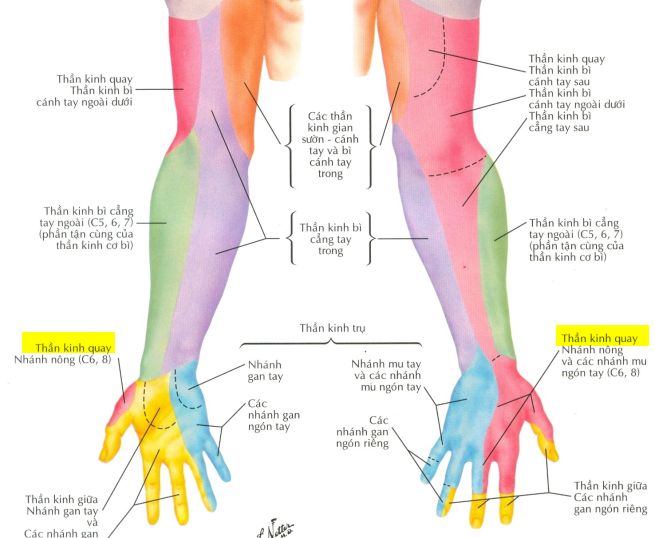 Thần kinh quay
Thần kinh bì
cánh tay ngoài dưới
Thần kinh bì cẳng
tay ngoài (C5, 6, 7)
(phần tận cùng của
thần kinh cơ bì)
Thần kinh quay
Nhánh nông (C6, 8)
Thần kinh giữa
Nhánh gan tay
và
Các nhánh gan
Các thần
kinh gian
sườn - cánh
tay và bì
cánh tay
trong
Thần kinh bì
cẳng tay
trong
Thần kinh trụ
Nhánh
gan tay
Các
nhánh gan
ngón tay
Nhánh mu tay
và các nhánh
mu ngón tay
Các
nhánh gan
ngón riêng
Thần kinh quay
Thần kinh bì
cánh tay sau
Thần kinh bì
cánh tay ngoài dưới
Thần kinh bì
cẳng tay sau
Thần kinh bì cẳng
tay ngoài (C5, 6, 7)
(phần tận cùng của
thần kinh cơ bì)
Thần kinh quay
Nhánh nông
và các nhánh mu
ngón tay (C6, 8)
Thần kinh giữa
Các nhánh
gan ngón riêng